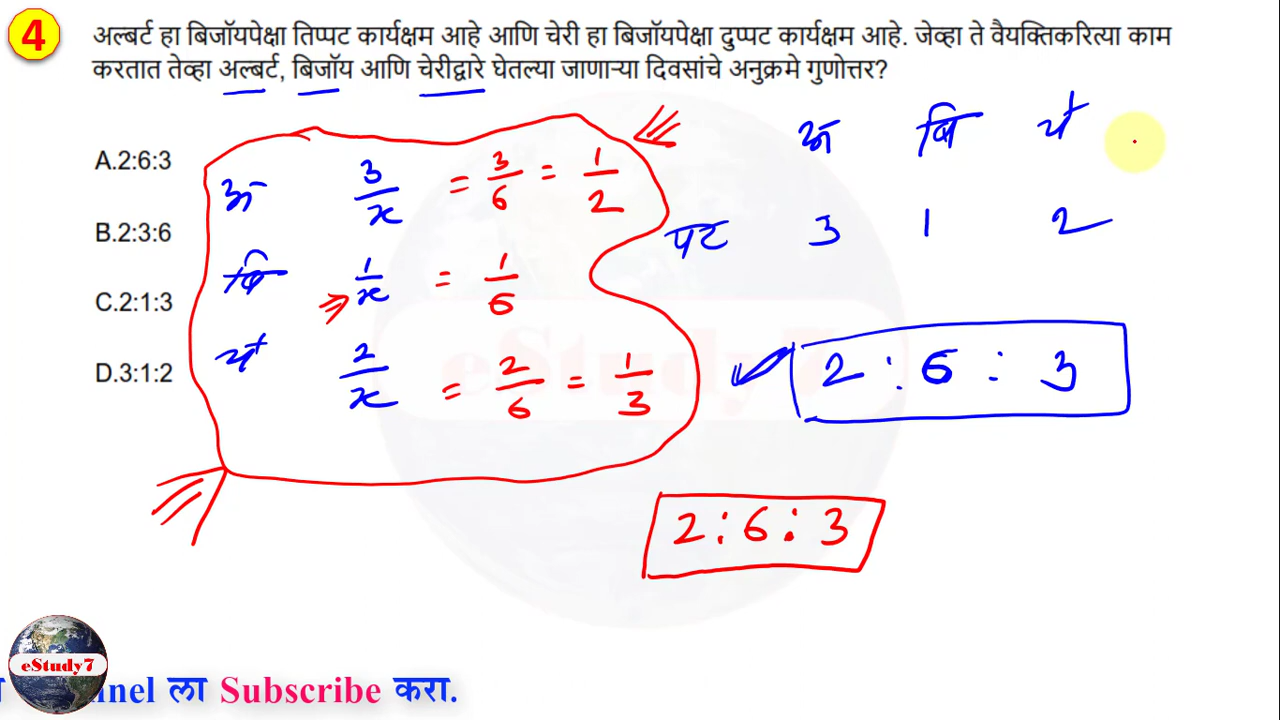 4
अल्बर्ट हा बिजॉयपेक्षा तिप्पट कार्यक्षम आहे आणि चेरी हा बिजॉयपेक्षा दुप्पट कार्यक्षम आहे. जेव्हा ते वैयक्तिकरित्या काम
करतात तेव्हा अल्बर्ट, बिजॉय आणि चेरीद्वारे घेतल्या जाणाऱ्या दिवसांचे अनुक्रमे गुणोत्तर?
अ बि चे
A.2:6:3
अ 3/x = 3/6 = 1/2
पट 3 1 2
B.2:3:6
बि 1/x = 1/6
C.2:1:3
चे 2/x = 2/6 = 1/3
2 : 6 : 3
D.3:1:2
eStudy7
2 : 6 : 3
eStudy7
nnel ला Subscribe करा.